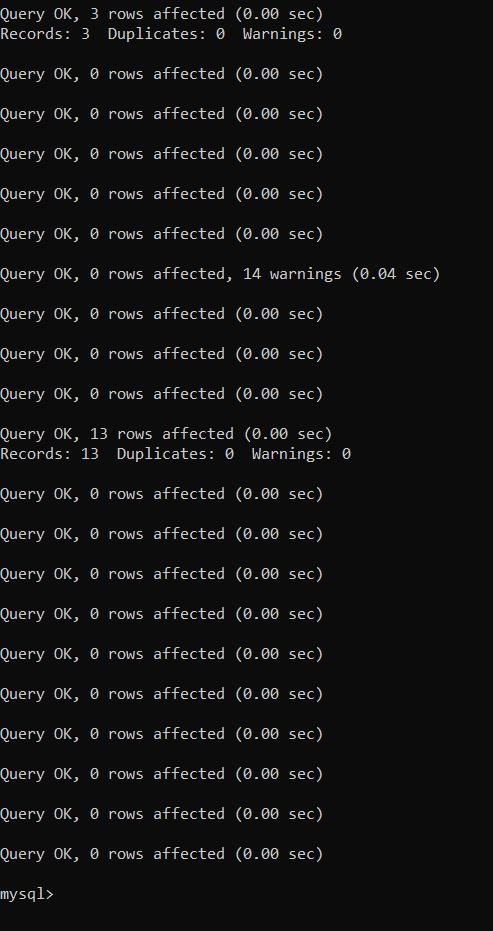 Query OK, 3 rows affected (0.00 sec)
Records: 3  Duplicates: 0  Warnings: 0
Query OK, 0 rows affected (0.00 sec)
Query OK, 0 rows affected (0.00 sec)
Query OK, 0 rows affected (0.00 sec)
Query OK, 0 rows affected (0.00 sec)
Query OK, 0 rows affected (0.00 sec)
Query OK, 0 rows affected, 14 warnings (0.04 sec)
Query OK, 0 rows affected (0.00 sec)
Query OK, 0 rows affected (0.00 sec)
Query OK, 0 rows affected (0.00 sec)
Query OK, 13 rows affected (0.00 sec)
Records: 13  Duplicates: 0  Warnings: 0
Query OK, 0 rows affected (0.00 sec)
Query OK, 0 rows affected (0.00 sec)
Query OK, 0 rows affected (0.00 sec)
Query OK, 0 rows affected (0.00 sec)
Query OK, 0 rows affected (0.00 sec)
Query OK, 0 rows affected (0.00 sec)
Query OK, 0 rows affected (0.00 sec)
Query OK, 0 rows affected (0.00 sec)
Query OK, 0 rows affected (0.00 sec)
Query OK, 0 rows affected (0.00 sec)
mysql>